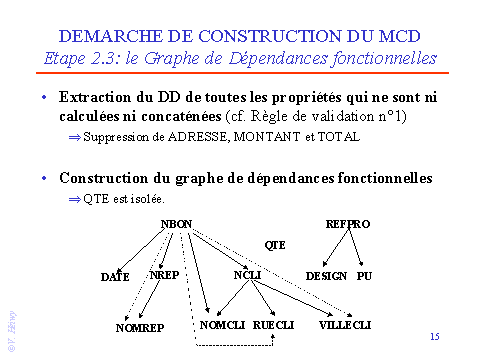 DEMARCHE DE CONSTRUCTION DU MCD
Etape 2.3: le Graphe de Dépendances fonctionnelles
• Extraction du DD de toutes les propriétés qui ne sont ni
calculées ni concaténées (cf. Règle de validation n°1)
⇒ Suppression de ADRESSE, MONTANT et TOTAL
• Construction du graphe de dépendances fonctionnelles
⇒ QTE est isolée.
NBON REFPRO
QTE
DATE NREP NCLI DESIGN PU
NOMREP NOMCLI RUECLI VILLECLI
15